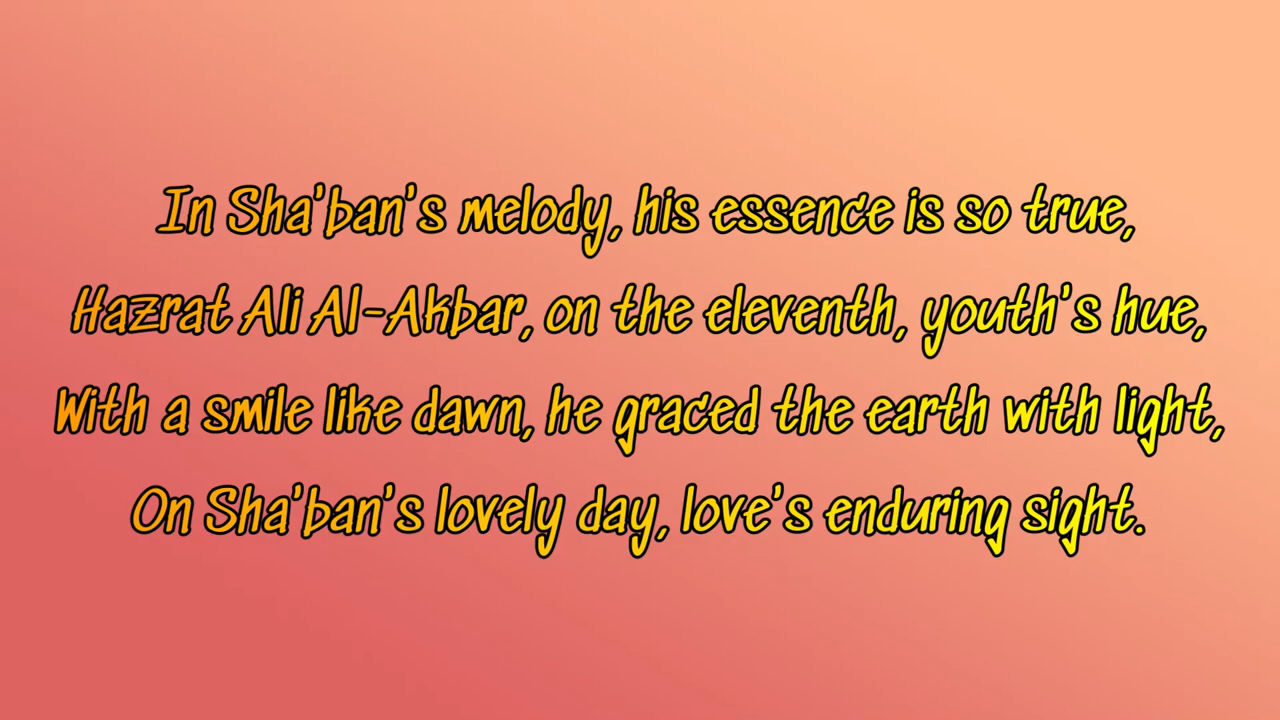 In Sha'ban's melody, his essence is so true,
Hazrat Ali Al-Akbar, on the eleventh, youth's hue,
With a smile like dawn, he graced the earth with light,
On Sha'ban's lovely day, love's enduring sight.